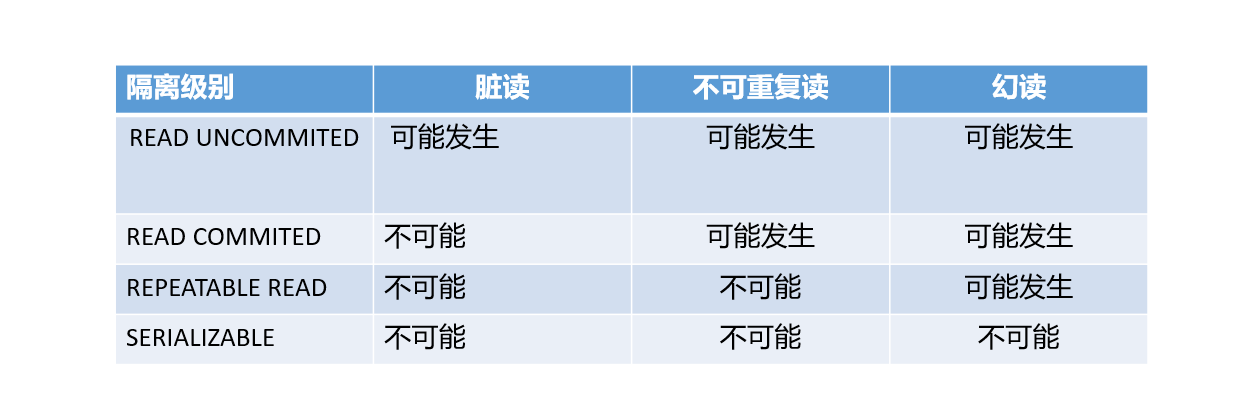 隔离级别 脏读 不可重复读 幻读
READ UNCOMMITED 可能发生 可能发生 可能发生
READ COMMITED 不可能 可能发生 可能发生
REPEATABLE READ 不可能 不可能 可能发生
SERIALIZABLE 不可能 不可能 不可能